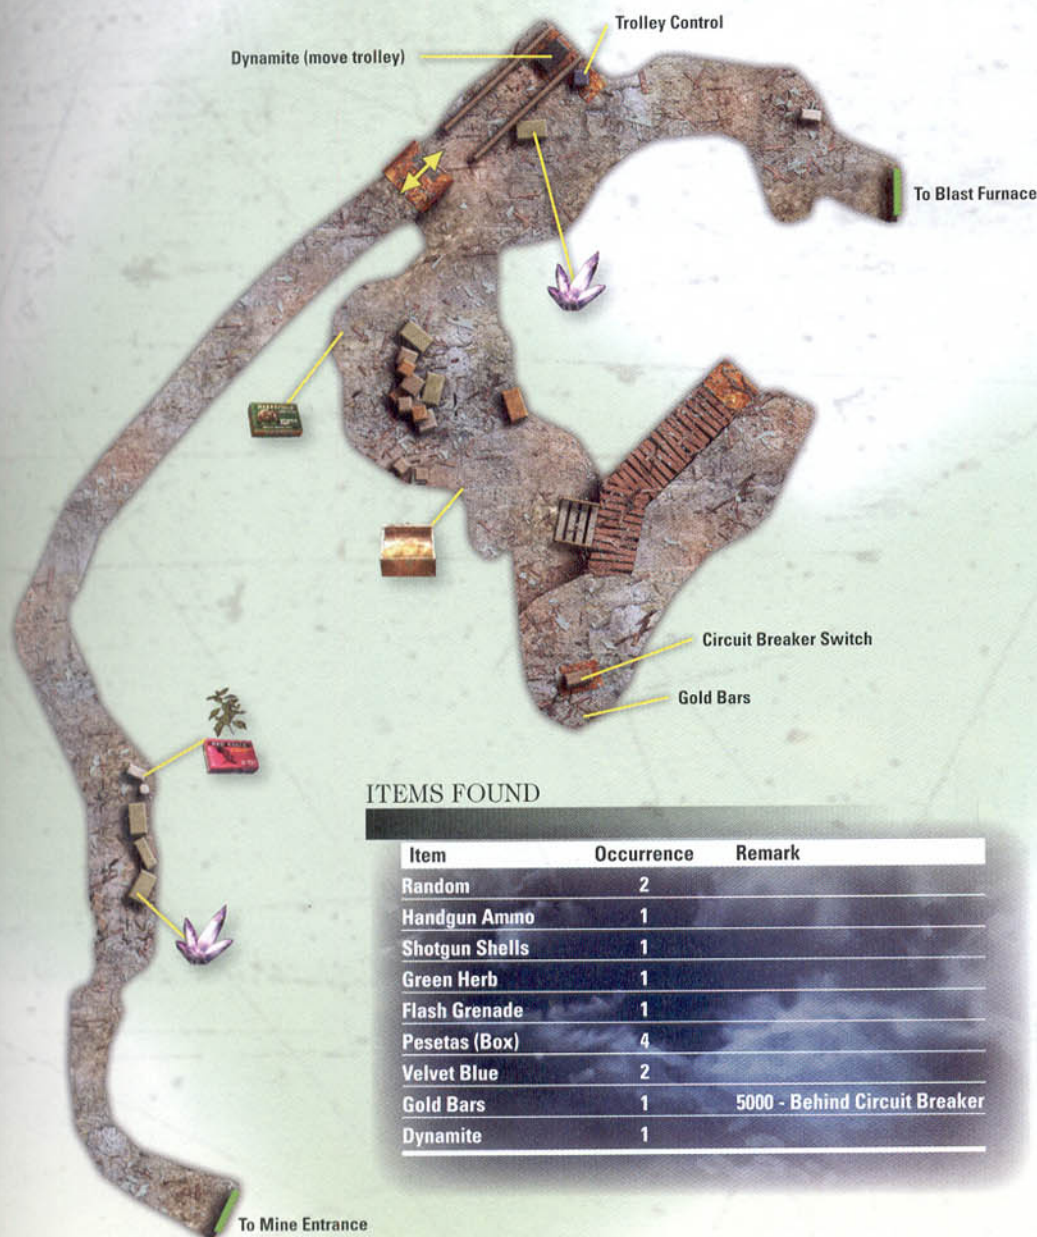 Trolley Control
Dynamite (move trolley)
To Blast Furnace
Circuit Breaker Switch
Gold Bars
ITEMS FOUND
Item Occurrence Remark
Random 2
Handgun Ammo 1
Shotgun Shells 1
Green Herb 1
Flash Grenade 1
Pesetas (Box) 4
Velvet Blue 2
Gold Bars 1 5000 - Behind Circuit Breaker
Dynamite 1
To Mine Entrance